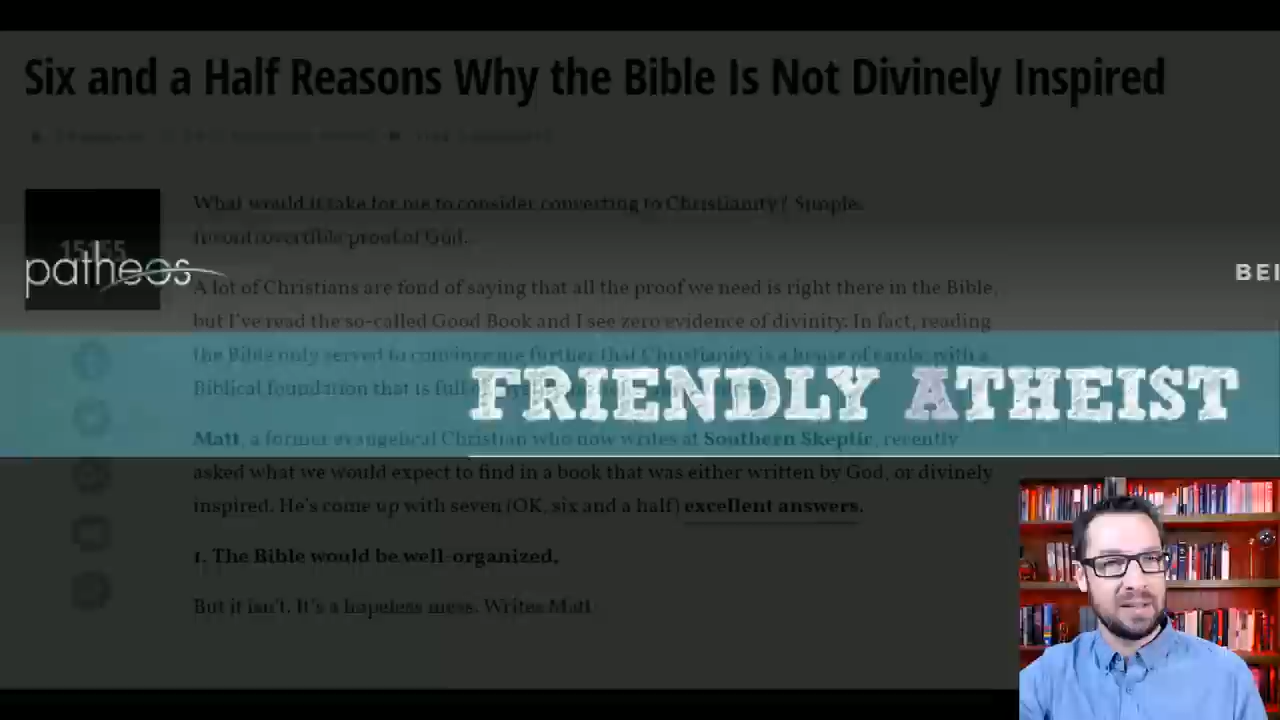 Six and a Half Reasons Why the Bible Is Not Divinely Inspired
What would it take for me to consider converting to Christianity? Simple.
Incontrovertible proof of God.
15155
patheos
BEI
A lot of Christians are fond of saying that all the proof we need is right there in the Bible,
but I've read the so-called Good Book and I see zero evidence of divinity. In fact, reading
the Bible only served to convince me further that Christianity is a house of cards, with a
Biblical foundation that is full
FRIENDLY ATHEIST
Matt, a former evangelical Christian who now writes at Southern Skeptic, recently
asked what we would expect to find in a book that was either written by God, or divinely
inspired. He's come up with seven (OK, six and a half) excellent answers.
1. The Bible would be well-organized.
But it isn't. It's a hopeless mess. Writes Matt